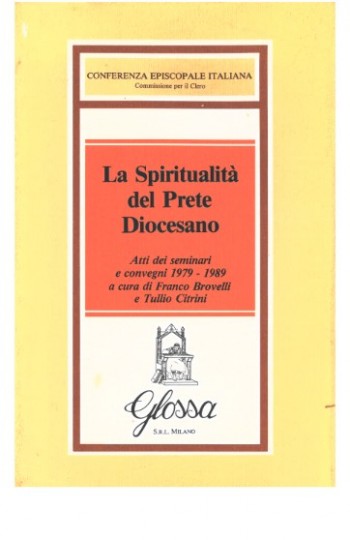 CONFERENZA EPISCOPALE ITALIANA
Commissione per il Clero
La Spiritualità
del Prete
Diocesano
Atti dei seminari
e convegni 1979 - 1989
a cura di Franco Brovelli
e Tullio Citrini
Glossa
S.R.L. MILANO